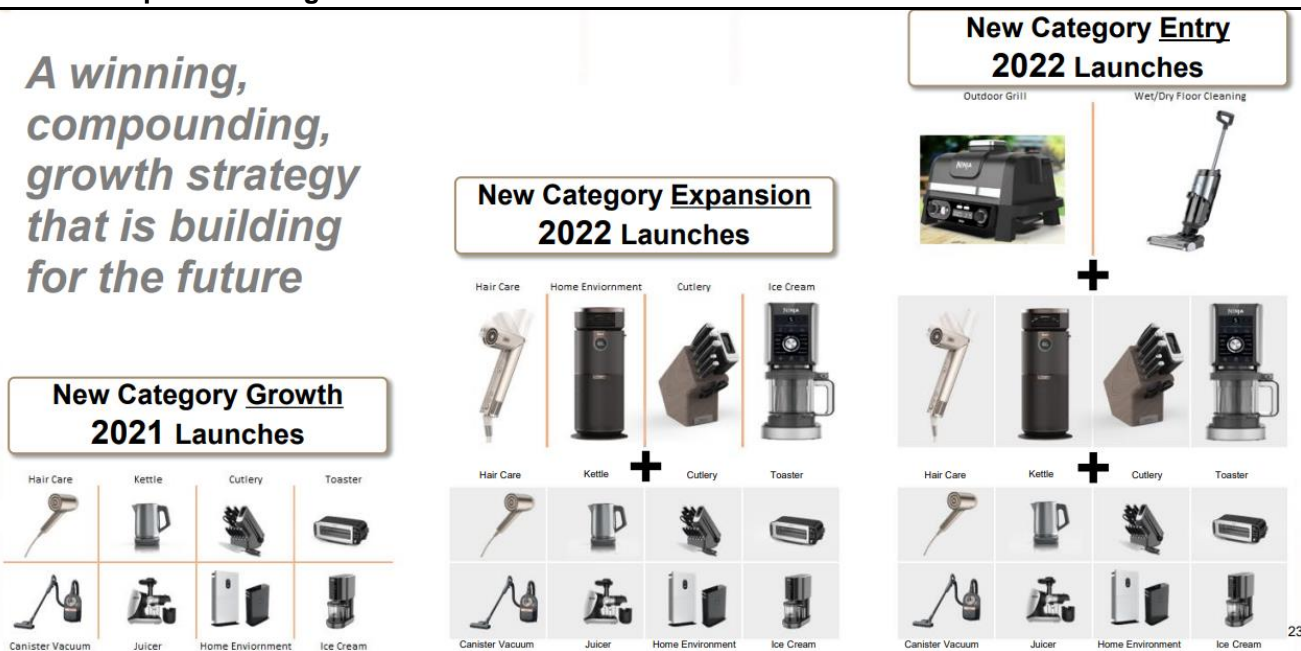 A winning,
compounding,
growth strategy
that is building
for the future
New Category Growth
2021 Launches
Hair Care
Kettle
Cutlery
Toaster
Canister Vacuum
Juicer
Home Enviornment
Ice Cream
New Category Expansion
2022 Launches
Hair Care
Home Enviornment
Cutlery
Ice Cream
NINJA
+
Hair Care
Kettle
Cutlery
Toaster
Canister Vacuum
Juicer
Home Environment
Ice Cream
New Category Entry
2022 Launches
Outdoor Grill
Wet/Dry Floor Cleaning
NINJA
+
NINJA
+
Hair Care
Kettle
Cutlery
Toaster
Canister Vacuum
Juicer
Home Environment
Ice Cream
23